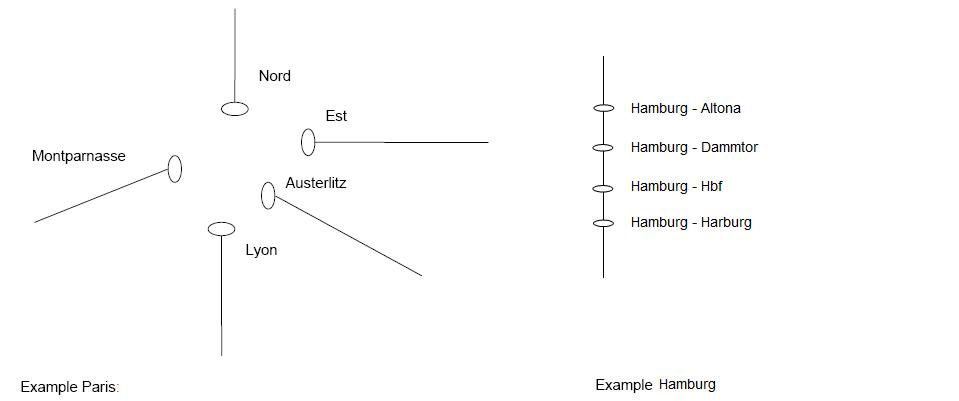 Nord
Est
Montparnasse
Austerlitz
Lyon
Example Paris:
Hamburg - Altona
Hamburg - Dammtor
Hamburg - Hbf
Hamburg - Harburg
Example Hamburg